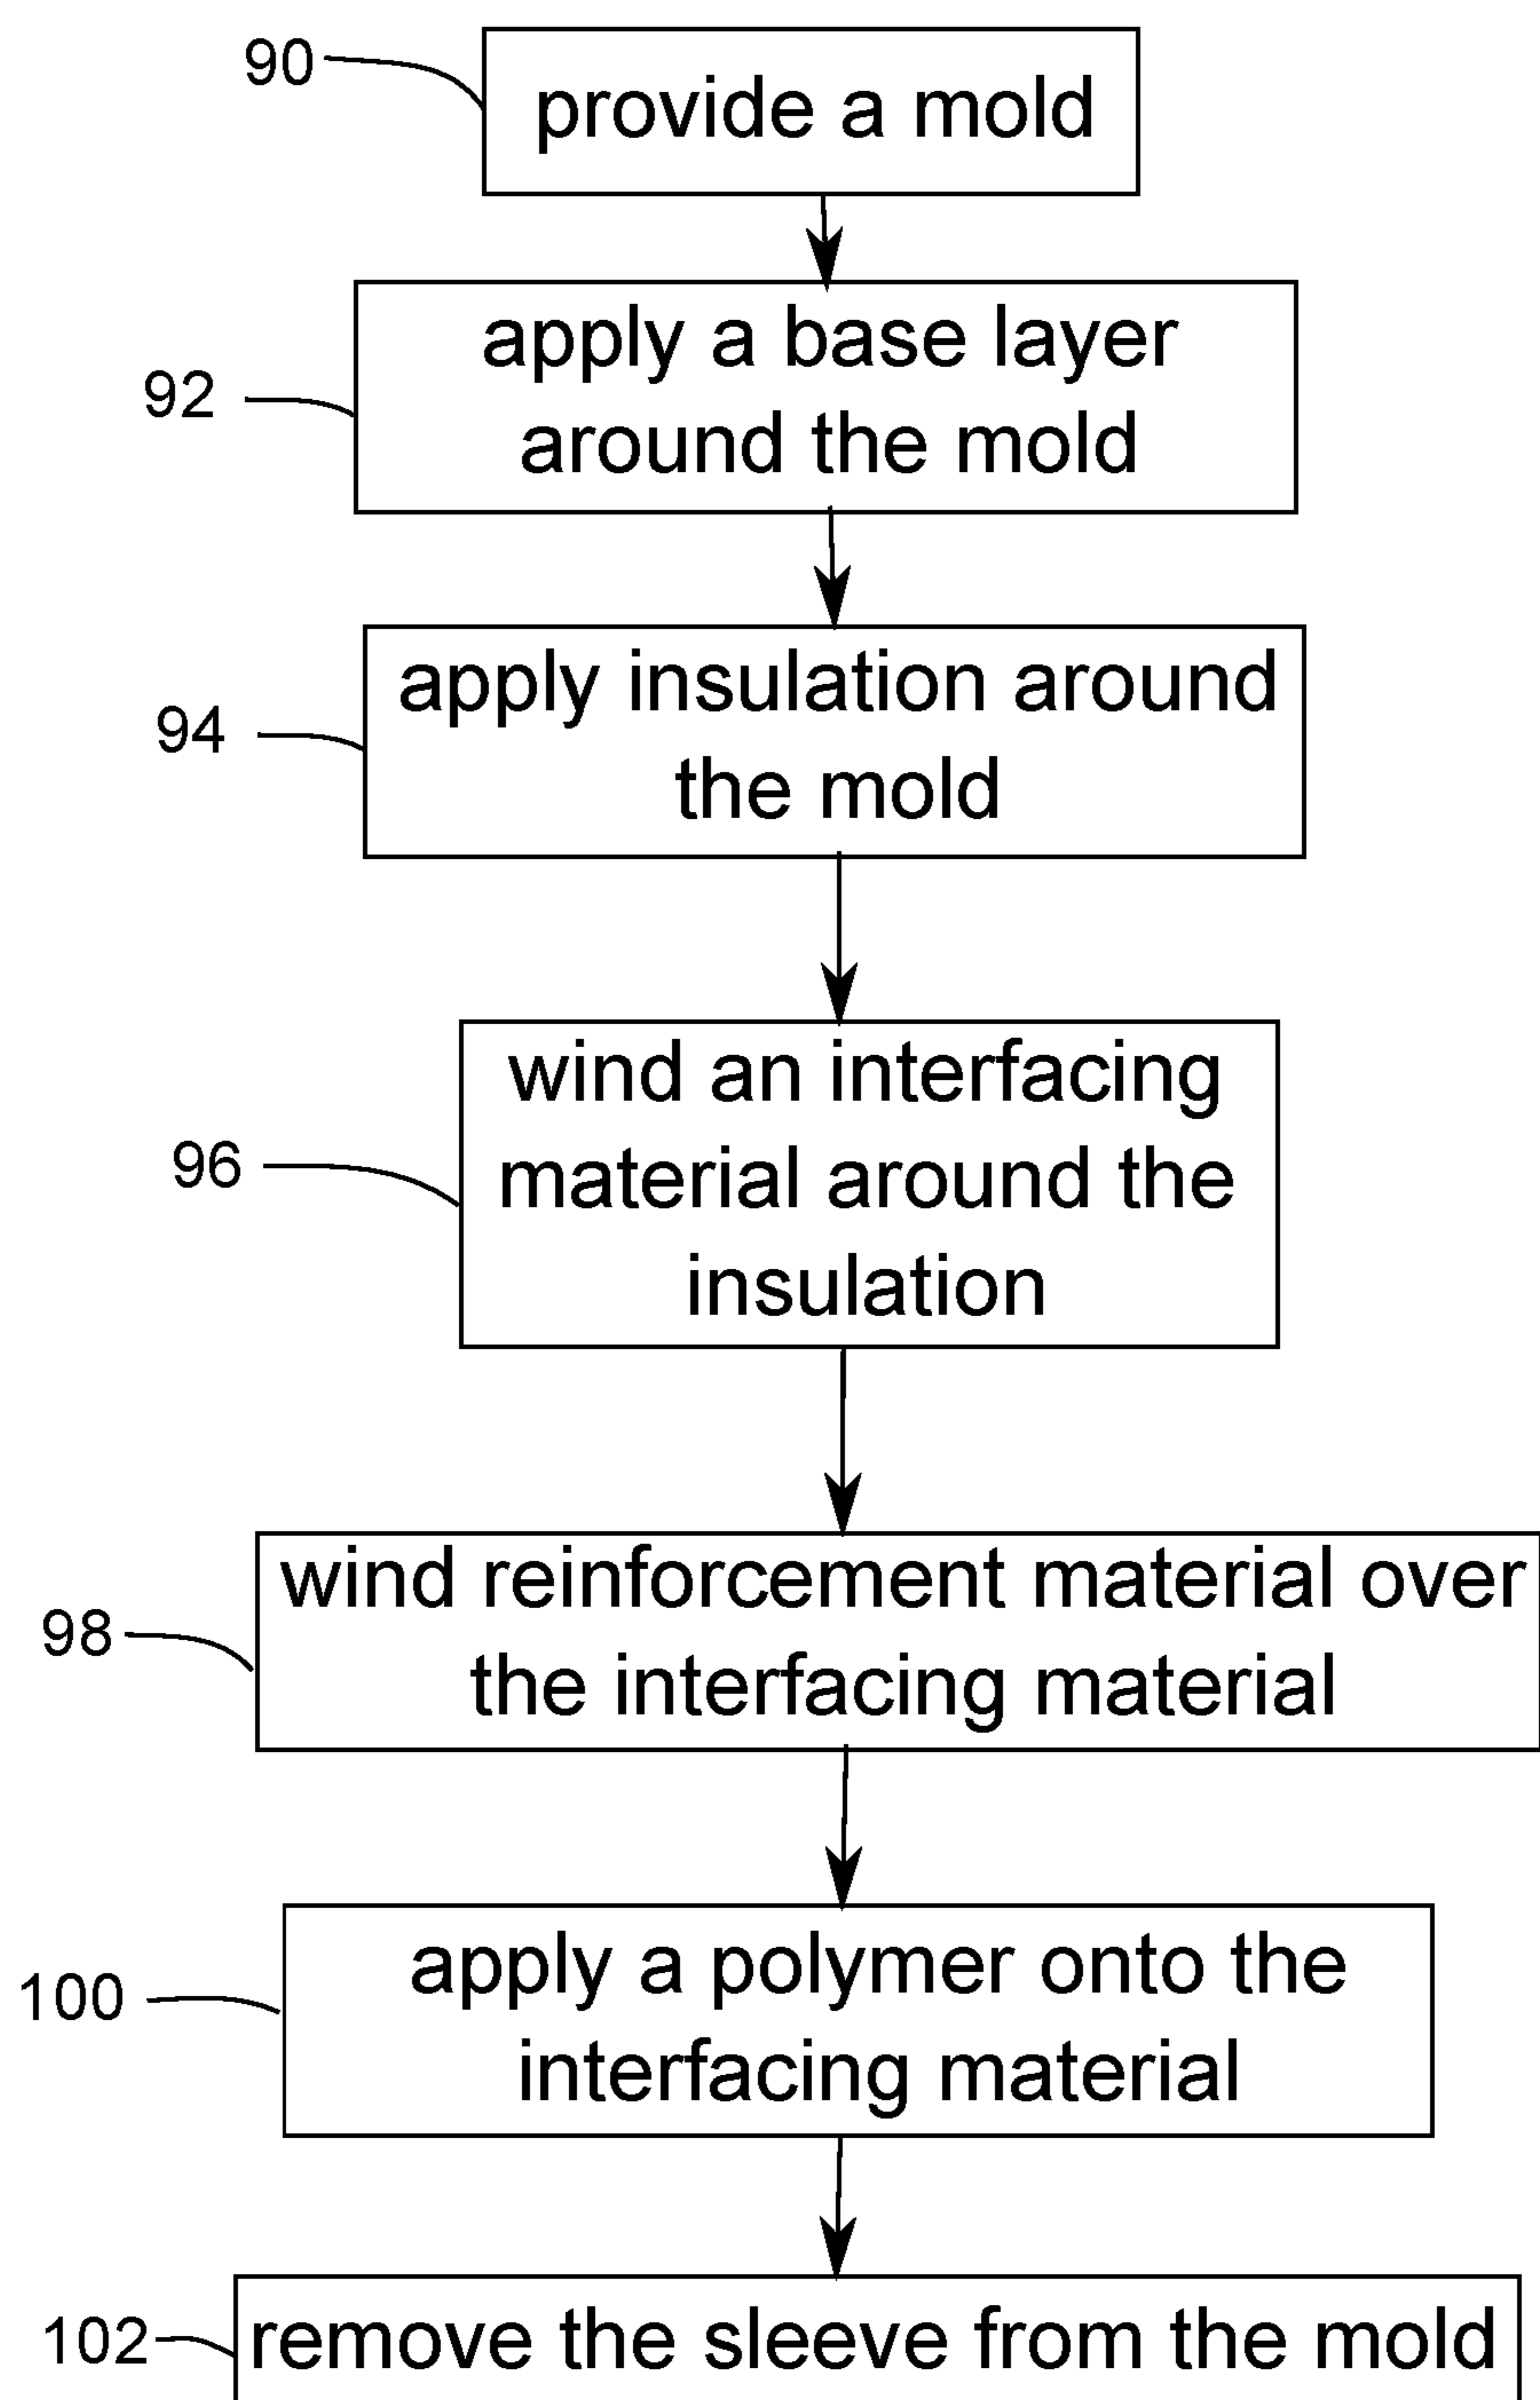 90
provide a mold
92
apply a base layer
around the mold
94
apply insulation around
the mold
96
wind an interfacing
material around the
insulation
98
wind reinforcement material over
the interfacing material
100
apply a polymer onto the
interfacing material
102
remove the sleeve from the mold